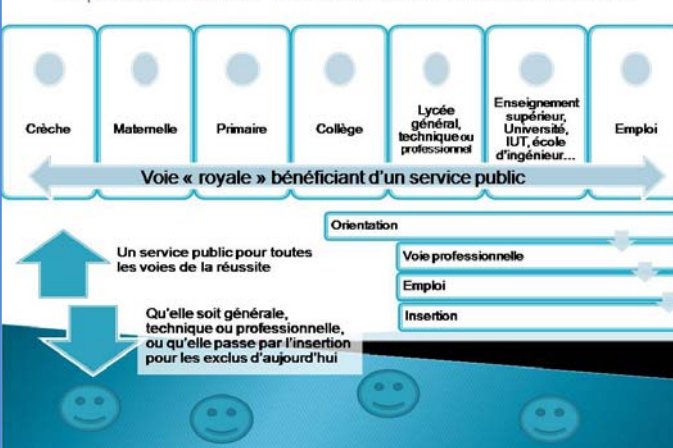 Crèche
Maternelle
Primaire
Collège
Lycée
général,
technique ou
professionnel
Enseignement
supérieur,
Université,
IUT, école
d'ingénieur...
Emploi
Voie « royale » bénéficiant d'un service public
Orientation
Un service public pour toutes
les voies de la réussite
Voie professionnelle
Emploi
Insertion
Qu'elle soit générale,
technique ou professionnelle,
ou qu'elle passe par l'insertion
pour les exclus d'aujourd'hui